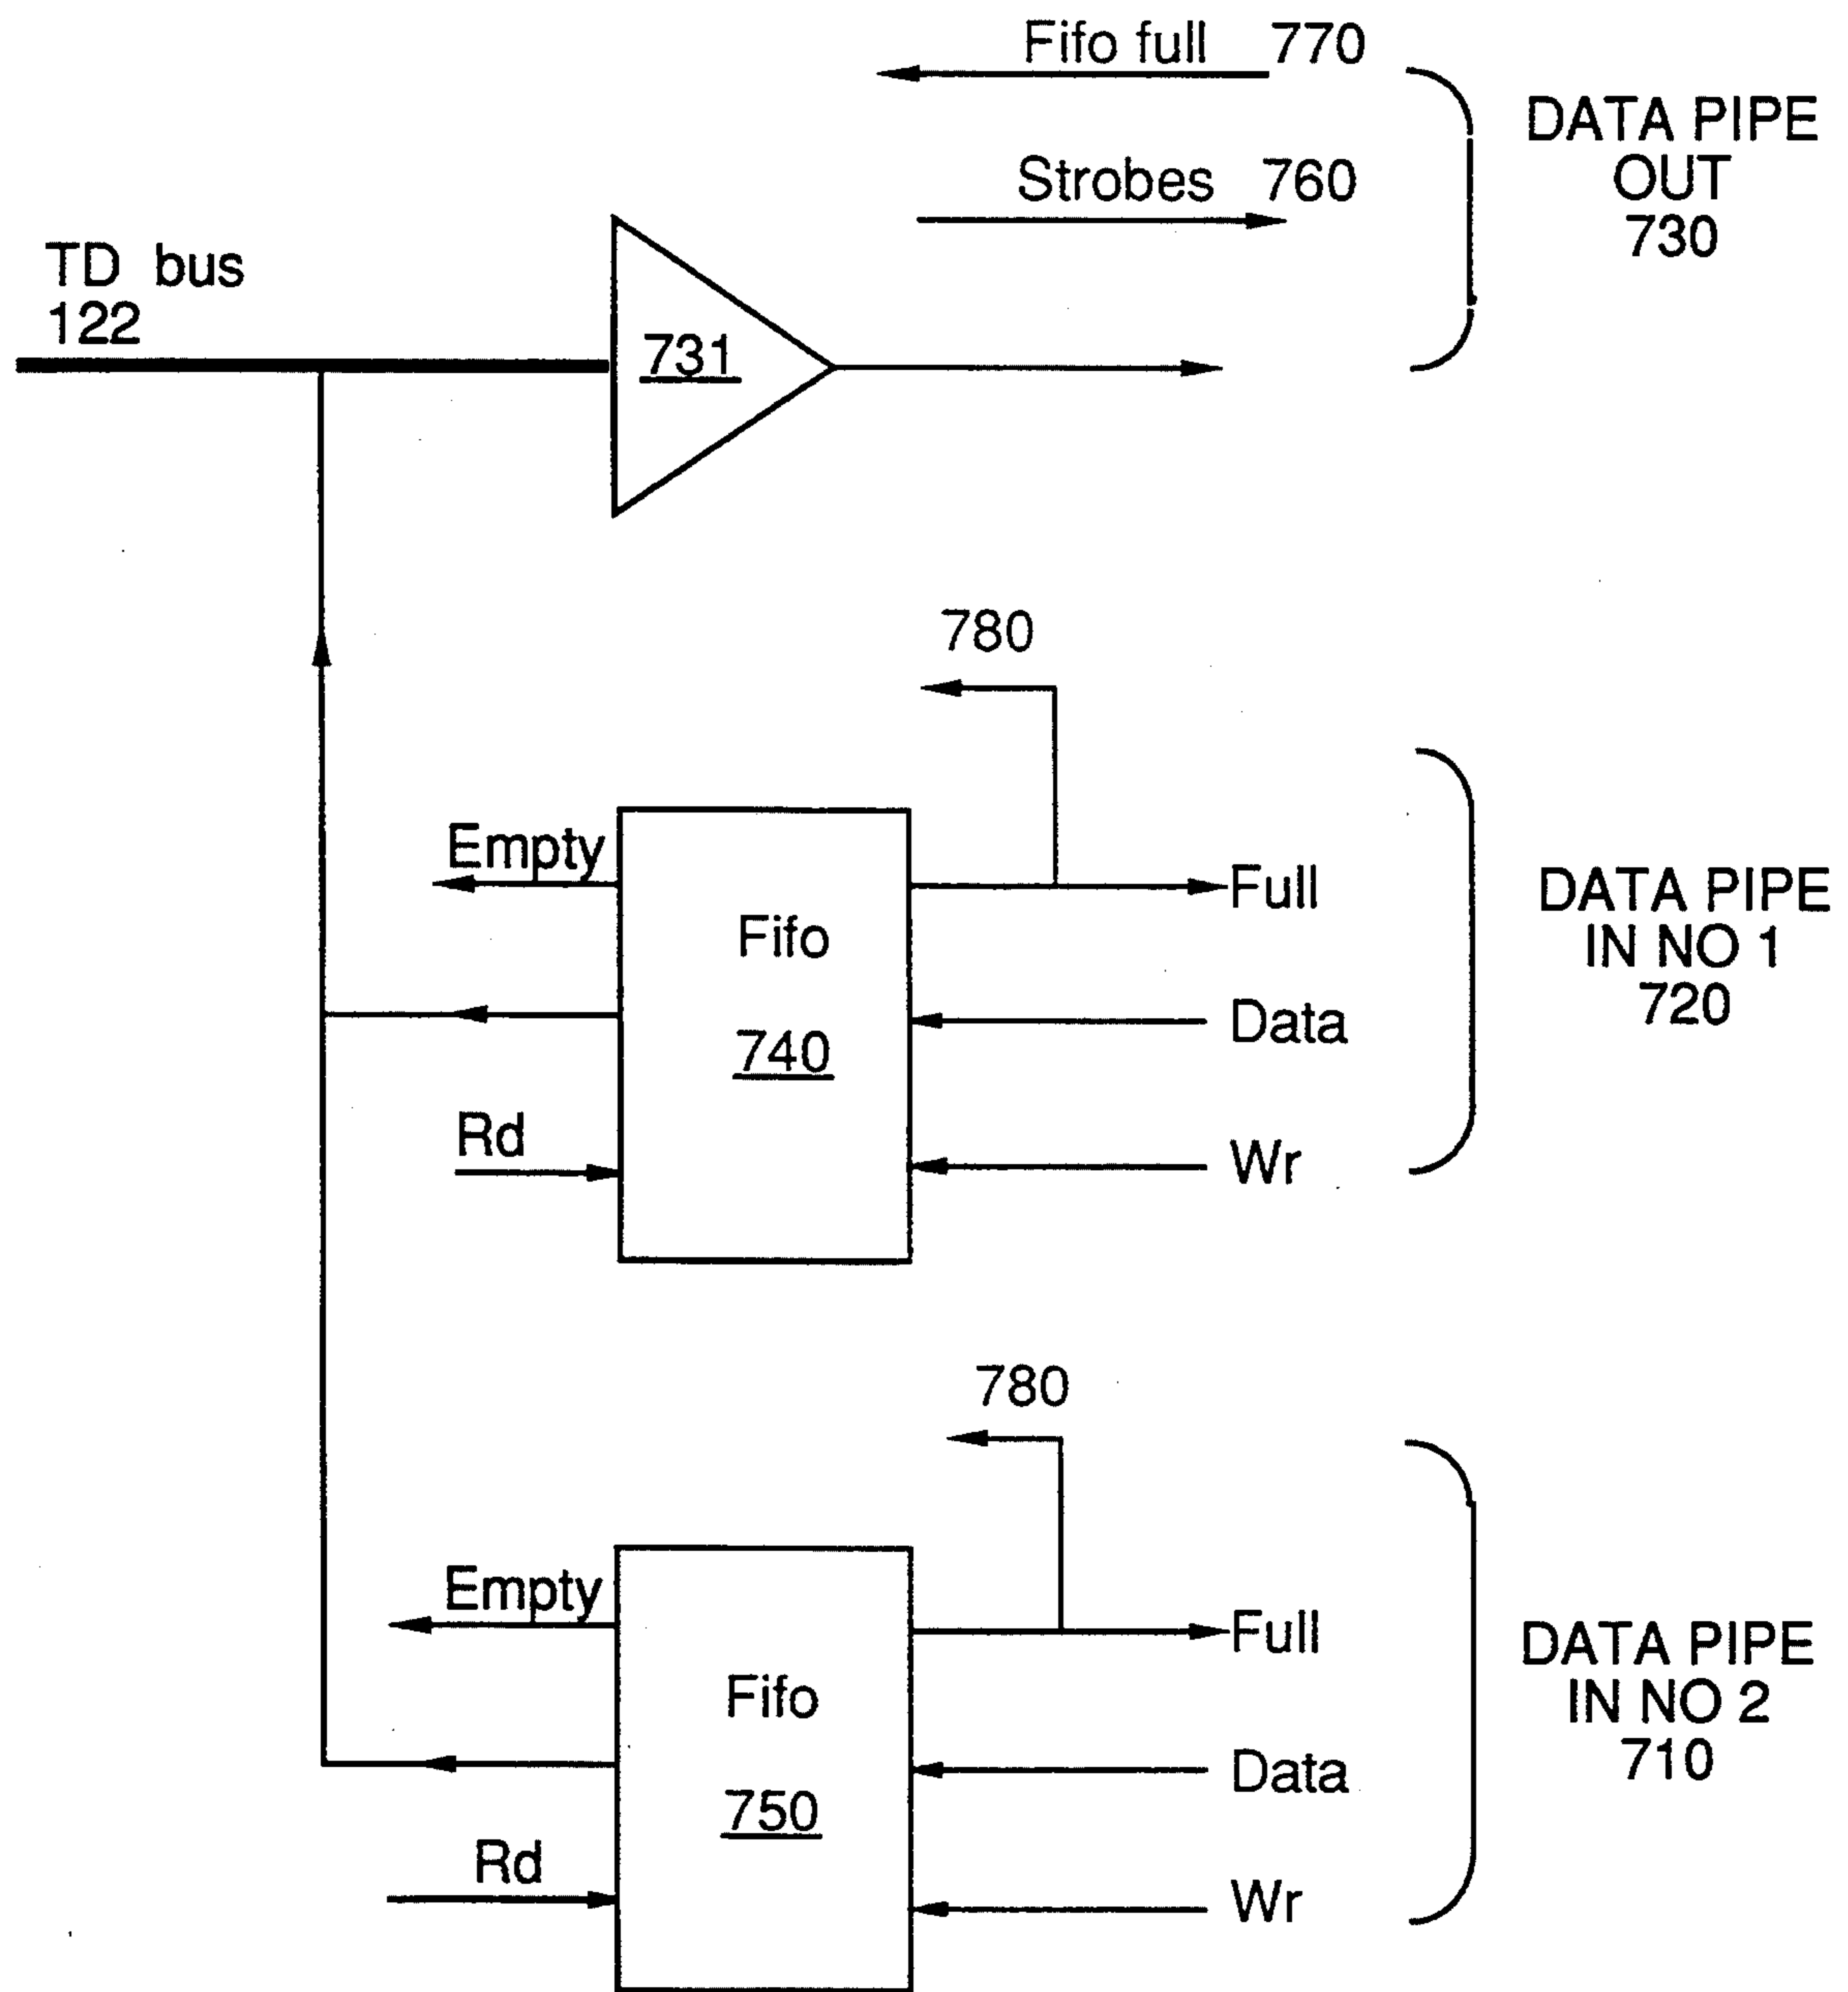 Fifo full 770
DATA PIPE
OUT
730
Strobes 760
TD bus
122
731
780
Empty
Fifo
740
Rd
Full
Data
Wr
DATA PIPE
IN NO 1
720
780
Empty
Fifo
750
Rd
Full
Data
Wr
DATA PIPE
IN NO 2
710